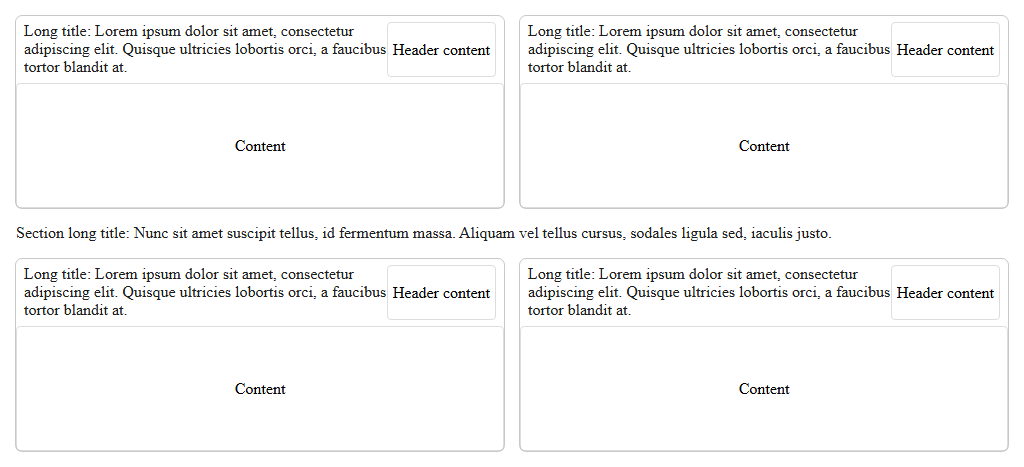 Long title: Lorem ipsum dolor sit amet, consectetur
adipiscing elit. Quisque ultricies lobortis orci, a faucibus
tortor blandit at.
Header content
Content
Long title: Lorem ipsum dolor sit amet, consectetur
adipiscing elit. Quisque ultricies lobortis orci, a faucibus
tortor blandit at.
Header content
Content
Section long title: Nunc sit amet suscipit tellus, id fermentum massa. Aliquam vel tellus cursus, sodales ligula sed, iaculis justo.
Long title: Lorem ipsum dolor sit amet, consectetur
adipiscing elit. Quisque ultricies lobortis orci, a faucibus
tortor blandit at.
Header content
Content
Long title: Lorem ipsum dolor sit amet, consectetur
adipiscing elit. Quisque ultricies lobortis orci, a faucibus
tortor blandit at.
Header content
Content